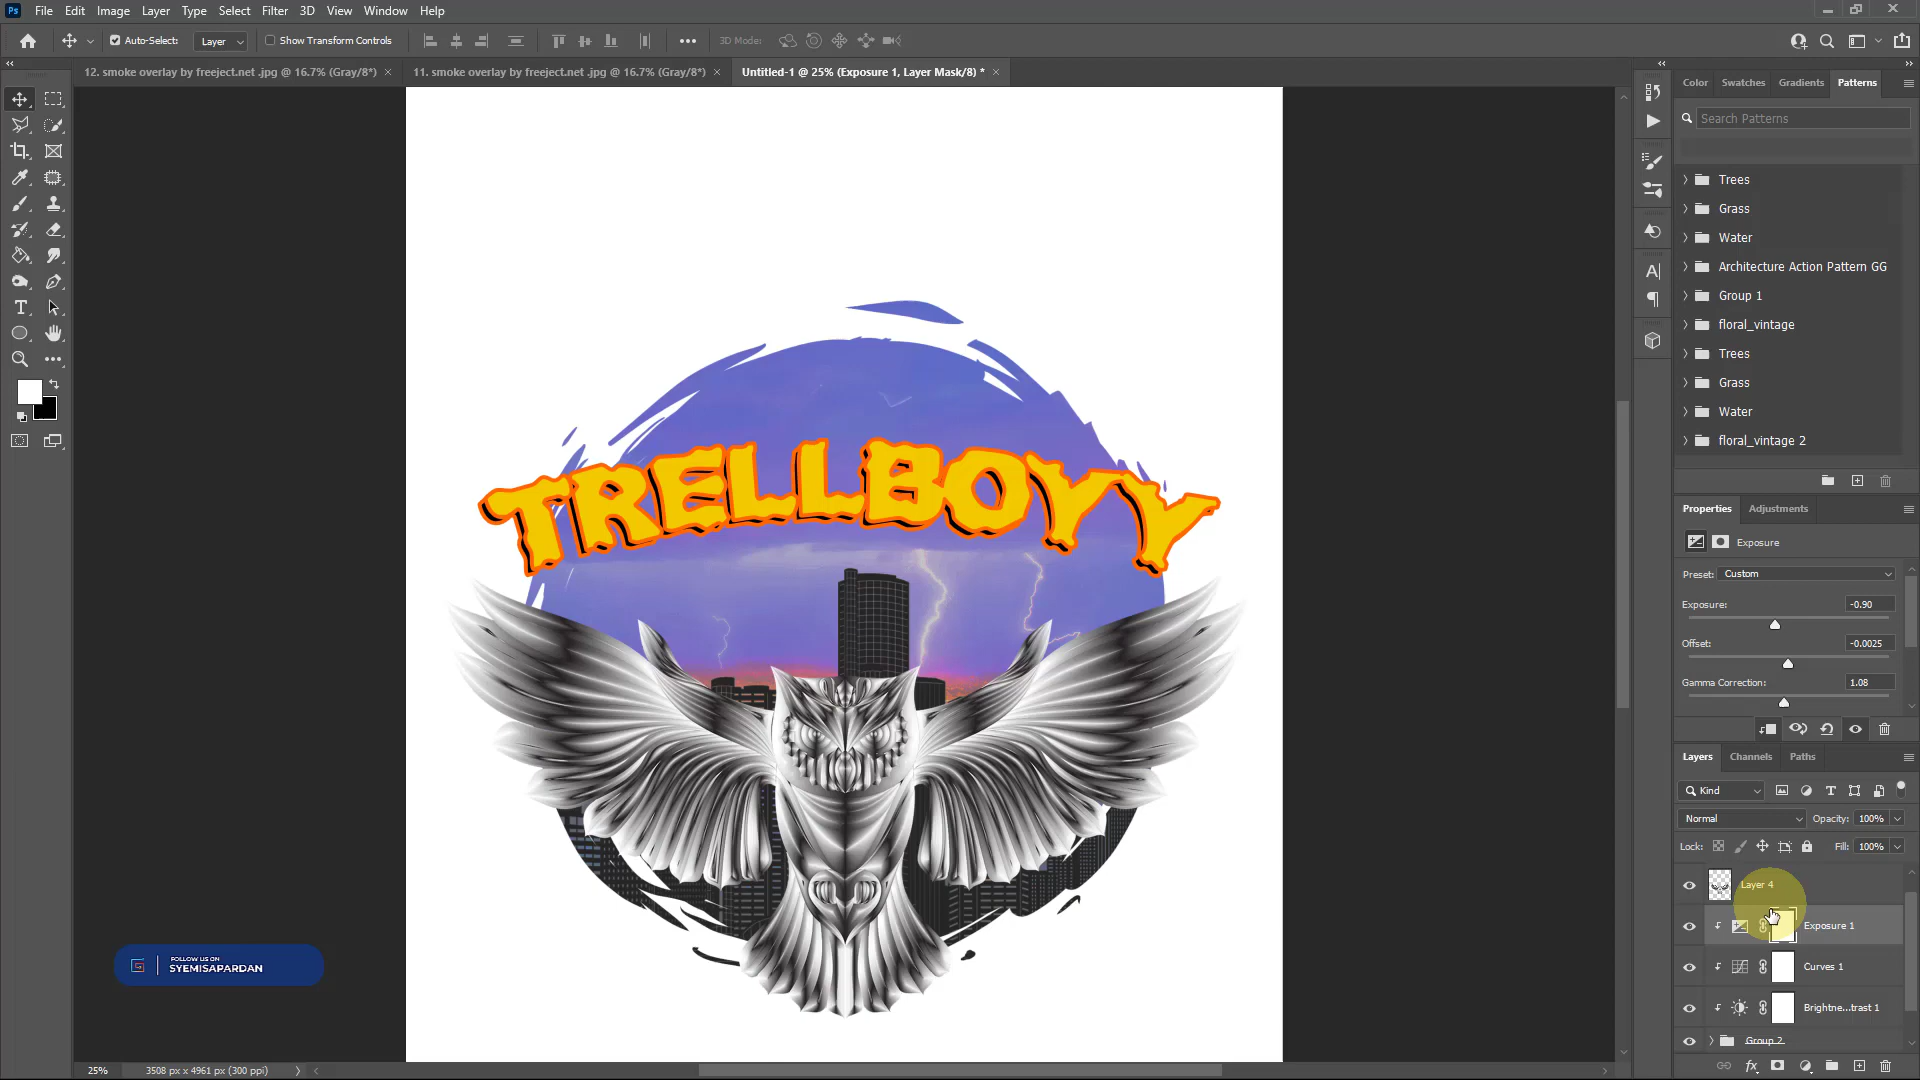 Ps File Edit Image Layer Type Select Filter 3D View Window Help
Auto-Select: Layer Show Transform Controls 3D Mode:
12. smoke overlay by freeject.net .jpg @ 16.7% (Gray/8*) × 11. smoke overlay by freeject.net .jpg @ 16.7% (Gray/8*) × Untitled-1 @ 25% (Exposure 1, Layer Mask/8) * ×
Color Swatches Gradients Patterns
Search Patterns
Trees
Grass
Water
Architecture Action Pattern GG
Group 1
floral_vintage
Trees
Grass
Water
floral_vintage 2
TRELLBOYY
Properties Adjustments
Exposure
Preset: Custom
Exposure: -0.90
Offset: -0.0025
Gamma Correction: 1.08
Layers Channels Paths
Kind
Normal Opacity: 100%
Lock: Fill: 100%
Layer 4
Exposure 1
Curves 1
Brightne...trast 1
Group 2
FOLLOW US ON
SYEMISAPARDAN
25% 3508 px x 4961 px (300 ppi)